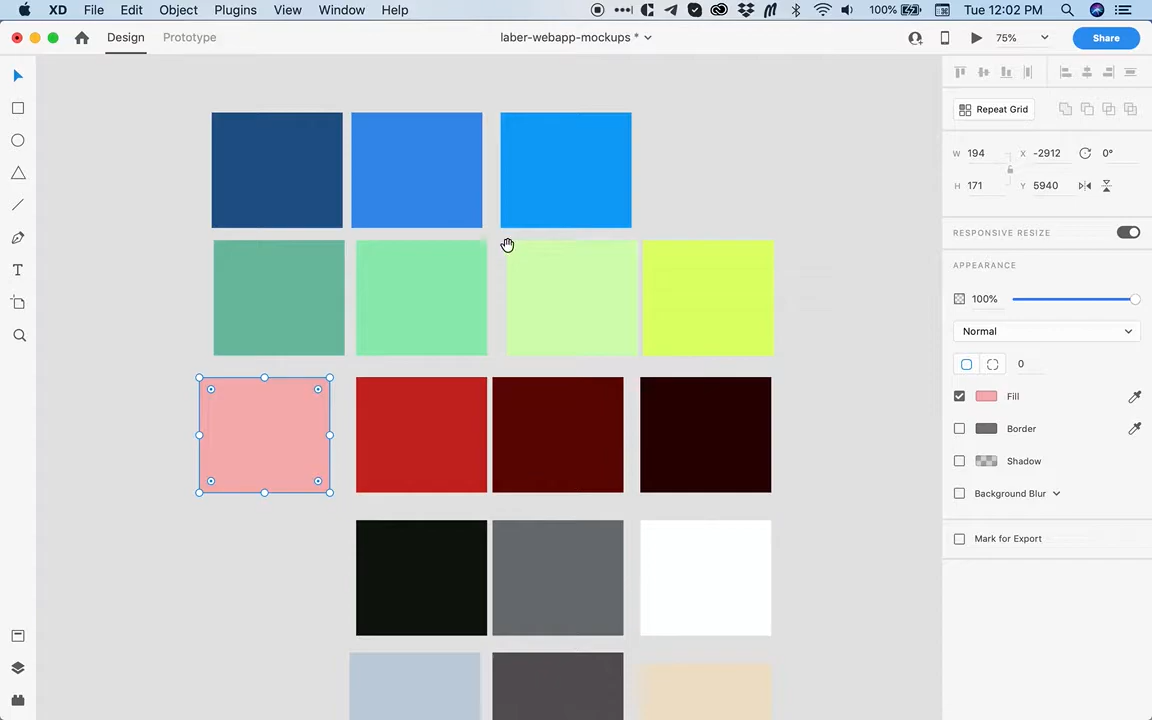 XD File Edit Object Plugins View Window Help 100% Tue 12:02 PM
Design Prototype laber-webapp-mockups * 75% Share
Repeat Grid
W 194 X -2912 0°
H 171 Y 5940
RESPONSIVE RESIZE
APPEARANCE
100%
Normal
0
Fill
Border
Shadow
Background Blur
Mark for Export